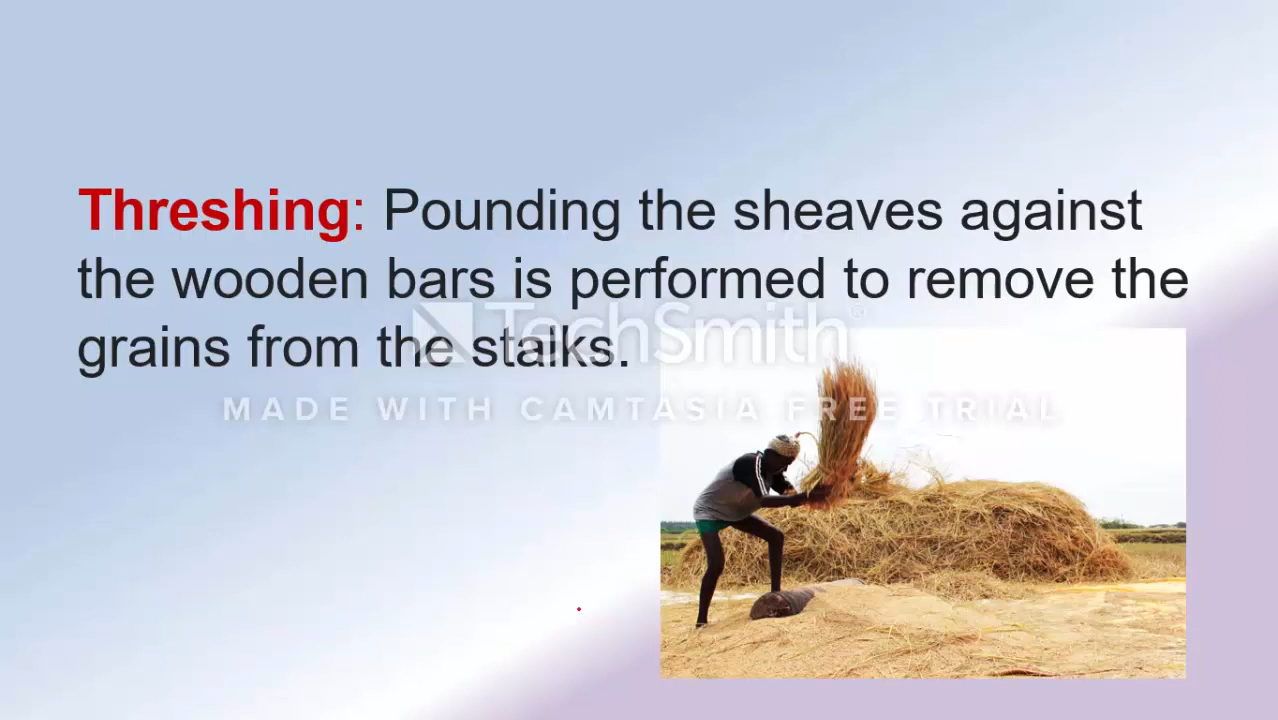 Threshing: Pounding the sheaves against
the wooden bars is performed to remove the
grains from the stalks.
TechSmith®
MADE WITH CAMTASIA FREE TRIAL